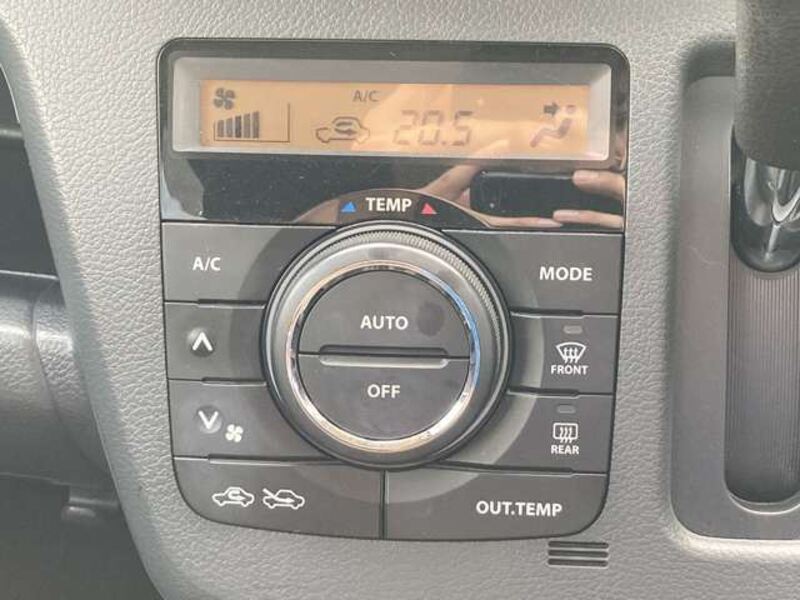 A/C
20.5
TEMP
A/C
MODE
AUTO
FRONT
OFF
REAR
OUT.TEMP